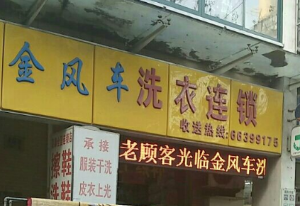 金风车洗衣连锁
收送热线:66399175
老顾客光临金风车洗
承接
服装干洗
皮衣上光
擦鞋
洗鞋